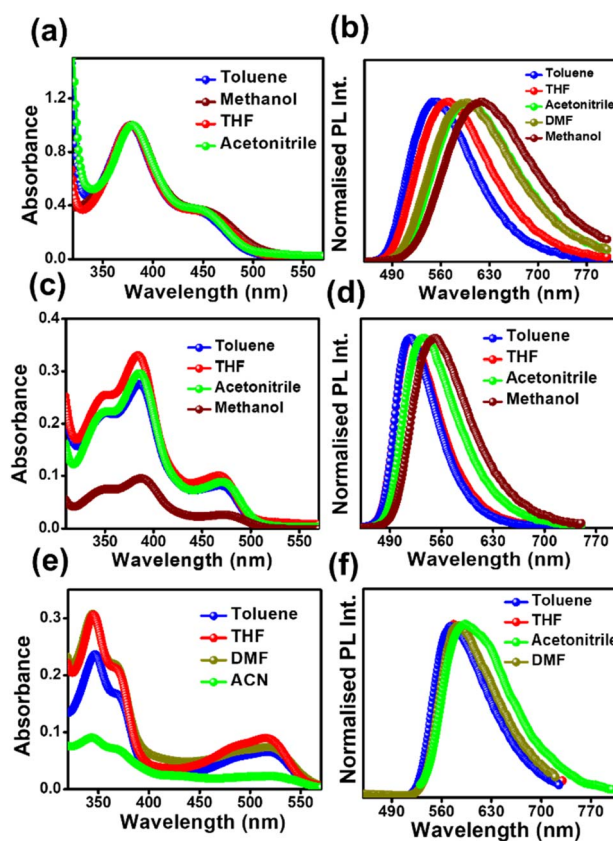 (a)
Toluene
Methanol
THF
Acetonitrile
1.2
0.8
0.4
0.0
Absorbance
350 400 450 500 550
Wavelength (nm)
(b)
Toluene
THF
Acetonitrile
DMF
Methanol
Normalised PL Int.
490 560 630 700 770
Wavelength (nm)
(c)
Toluene
THF
Acetonitrile
Methanol
0.4
0.3
0.2
0.1
0.0
Absorbance
350 400 450 500 550
Wavelength (nm)
(d)
Toluene
THF
Acetonitrile
Methanol
Normalised PL Int.
490 560 630 700 770
Wavelength (nm)
(e)
Toluene
THF
DMF
ACN
0.3
0.2
0.1
0.0
Absorbance
350 400 450 500 550
Wavelength (nm)
(f)
Toluene
THF
Acetonitrile
DMF
Normalised PL Int.
490 560 630 700 770
Wavelength (nm)